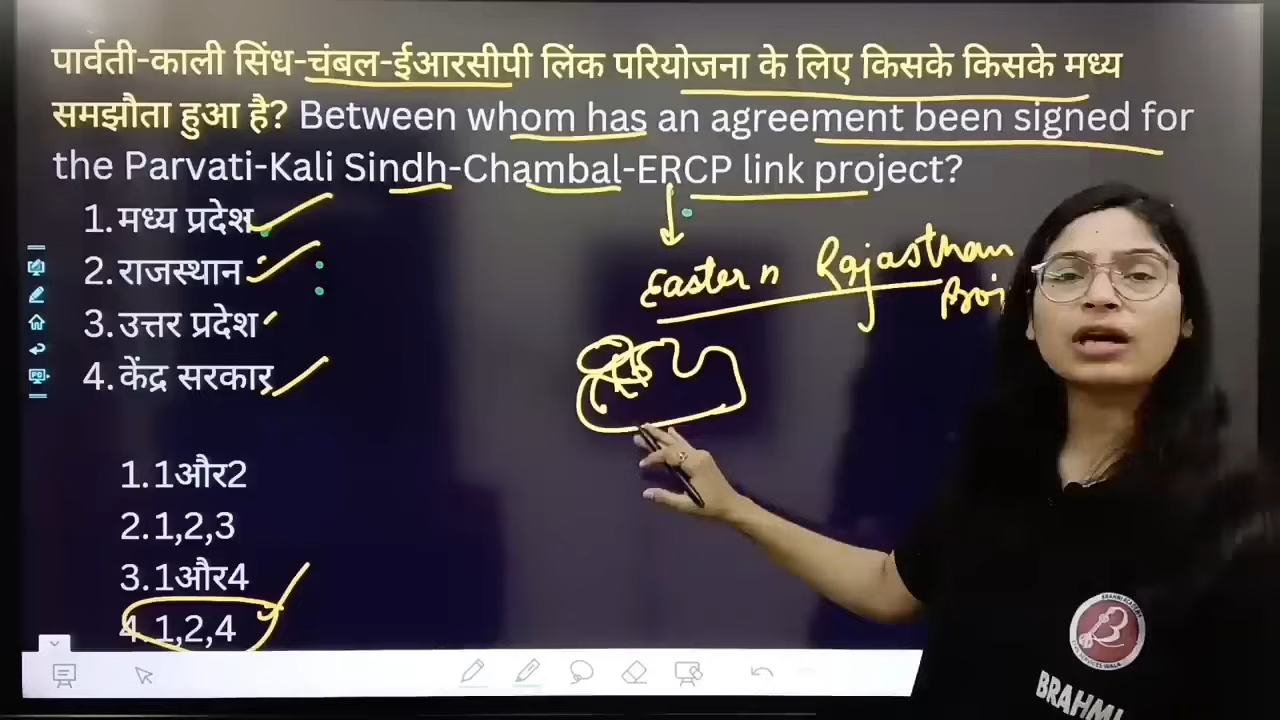 पार्वती-काली सिंध-चंबल-ईआरसीपी लिंक परियोजना के लिए किसके किसके मध्य
समझौता हुआ है? Between whom has an agreement been signed for
the Parvati-Kali Sindh-Chambal-ERCP link project?
1. मध्य प्रदेश
2. राजस्थान
3. उत्तर प्रदेश
4. केंद्र सरकार
Eastern Rajasthan
1. 1और2
2. 1,2,3
3. 1और4
4. 1,2,4
BRAHMI